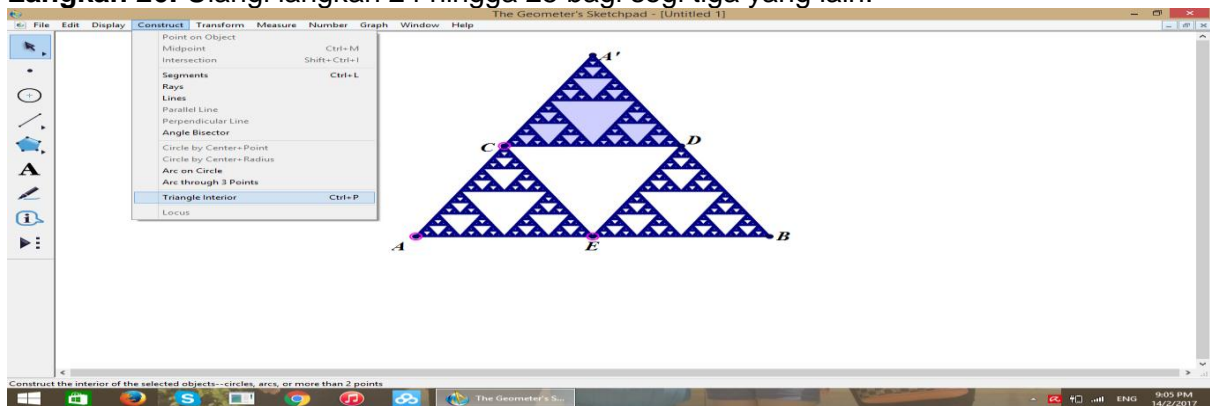 Langkah 26: Ulangi langkah 24 hingga 25 bagi segi tiga yang lain.
The Geometer's Sketchpad - [Untitled 1]
File Edit Display Construct Transform Measure Number Graph Window Help
Point on Object
Midpoint Ctrl+M
Intersection Shift+Ctrl+I
Segments Ctrl+L
Rays
Lines
Parallel Line
Perpendicular Line
Angle Bisector
Circle by Center+Point
Circle by Center+Radius
Arc on Circle
Arc through 3 Points
Triangle Interior Ctrl+P
Locus
A
A'
C
D
A
E
B
Construct the interior of the selected objects--circles, arcs, or more than 2 points
The Geometer's S...
ENG
9:05 PM
14/2/2017